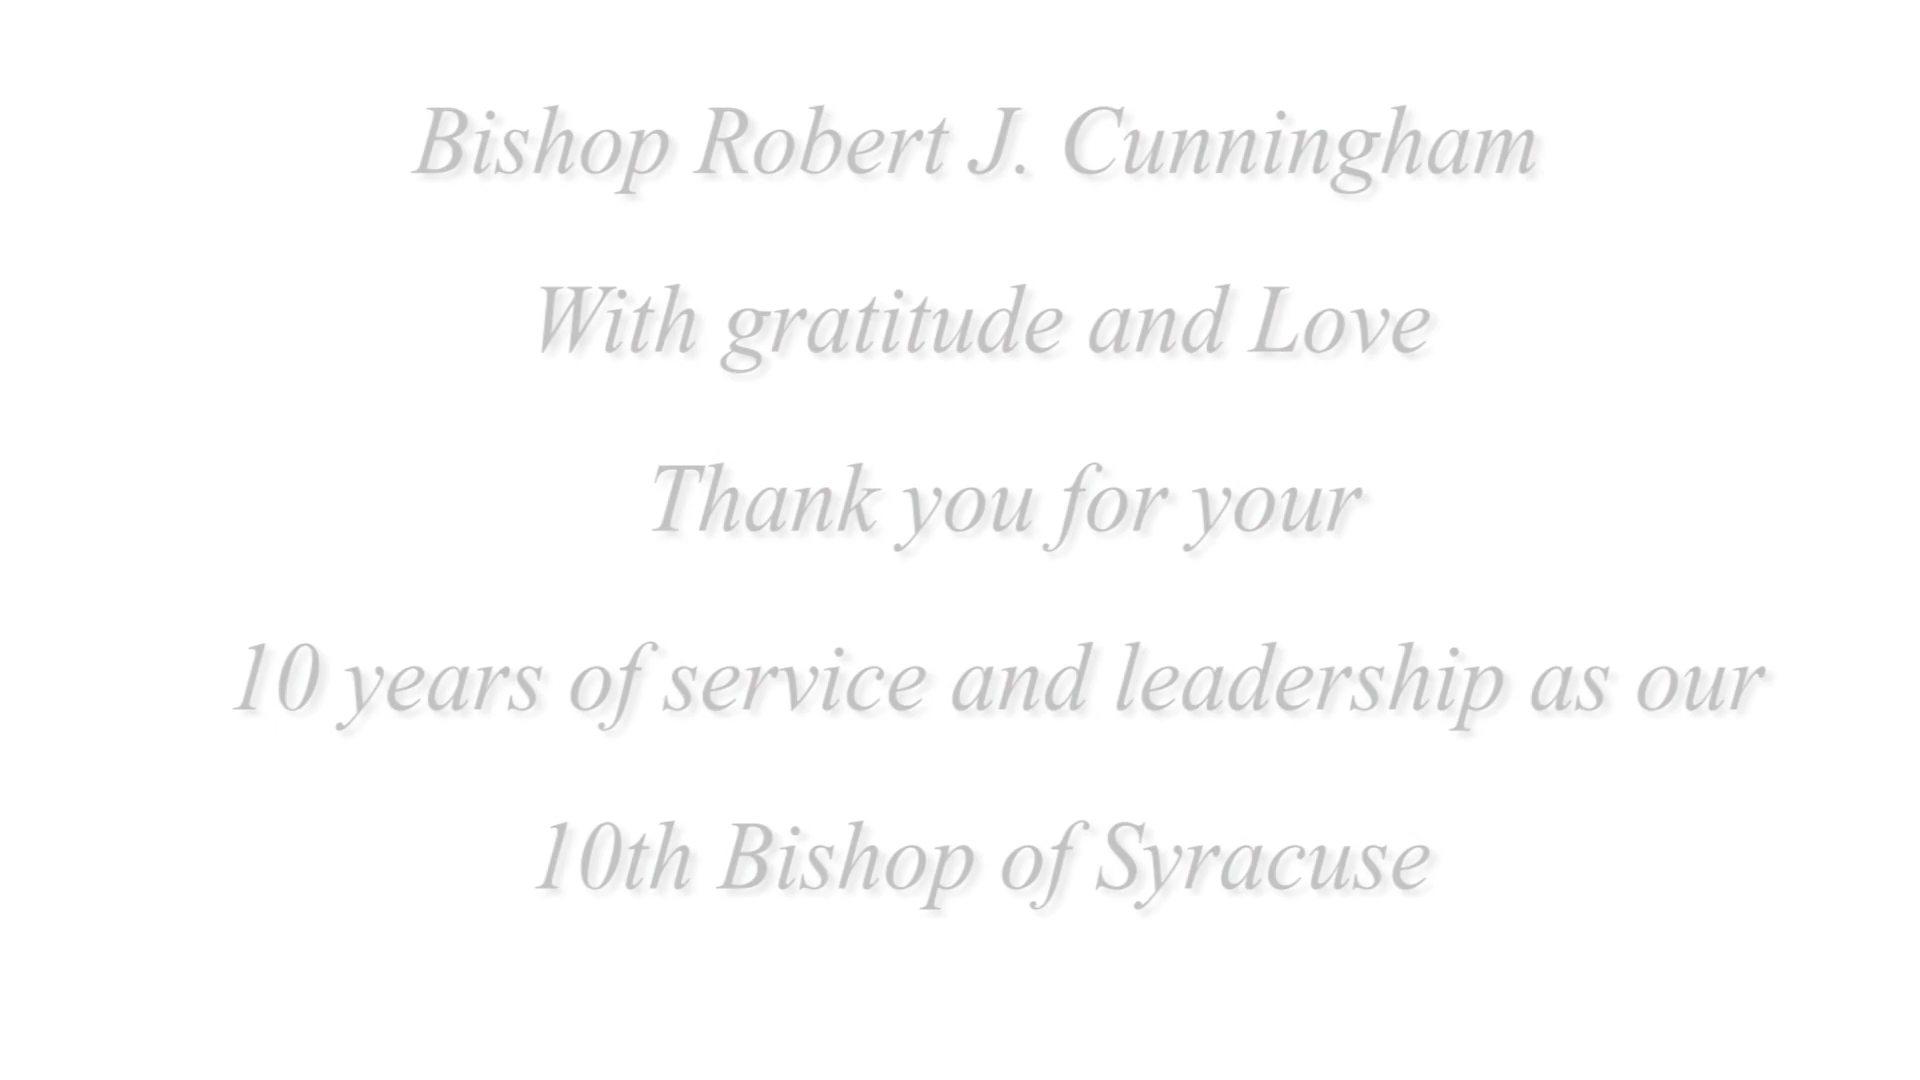 Bishop Robert J. Cunningham
With gratitude and Love
Thank you for your
10 years of service and leadership as our
10th Bishop of Syracuse